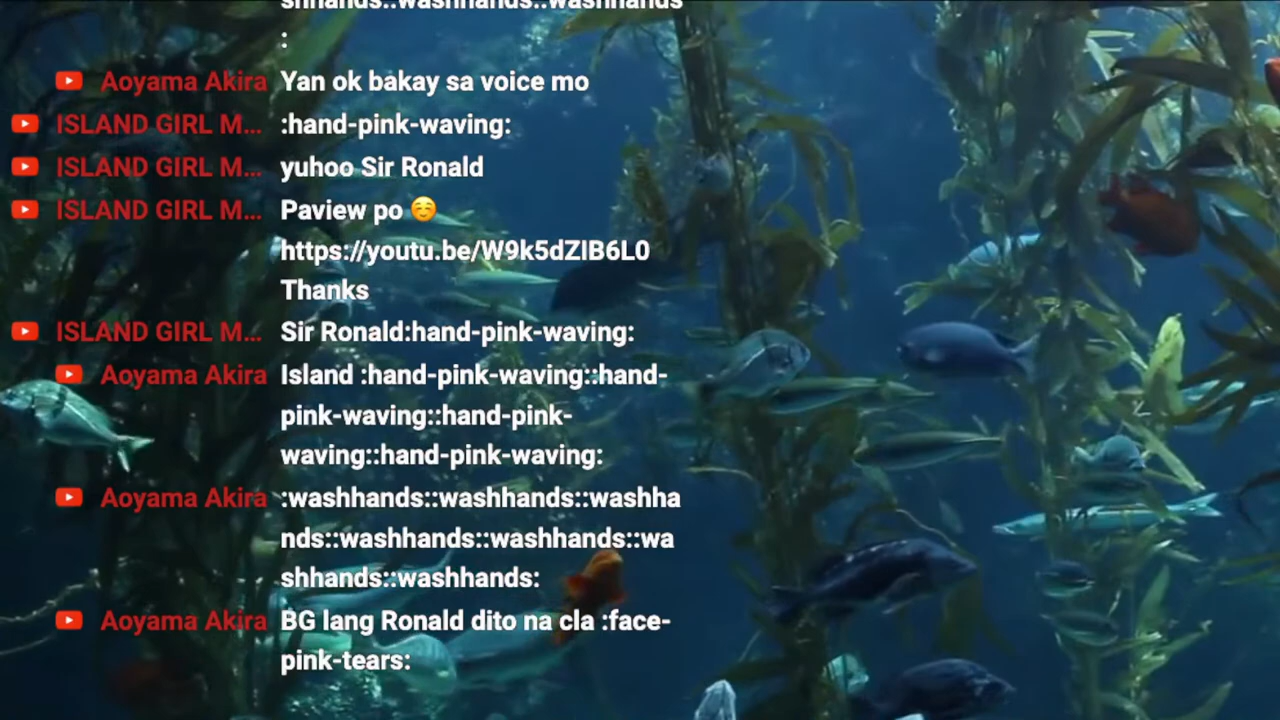 shhands::washhands::washhands
:
Aoyama Akira Yan ok bakay sa voice mo
ISLAND GIRL M... :hand-pink-waving:
ISLAND GIRL M... yuhoo Sir Ronald
ISLAND GIRL M... Paview po ☺️
https://youtu.be/W9k5dZIB6L0
Thanks
ISLAND GIRL M... Sir Ronald:hand-pink-waving:
Aoyama Akira Island :hand-pink-waving::hand-
pink-waving::hand-pink-
waving::hand-pink-waving:
Aoyama Akira :washhands::washhands::washha
nds::washhands::washhands::wa
shhands::washhands:
Aoyama Akira BG lang Ronald dito na cla :face-
pink-tears: